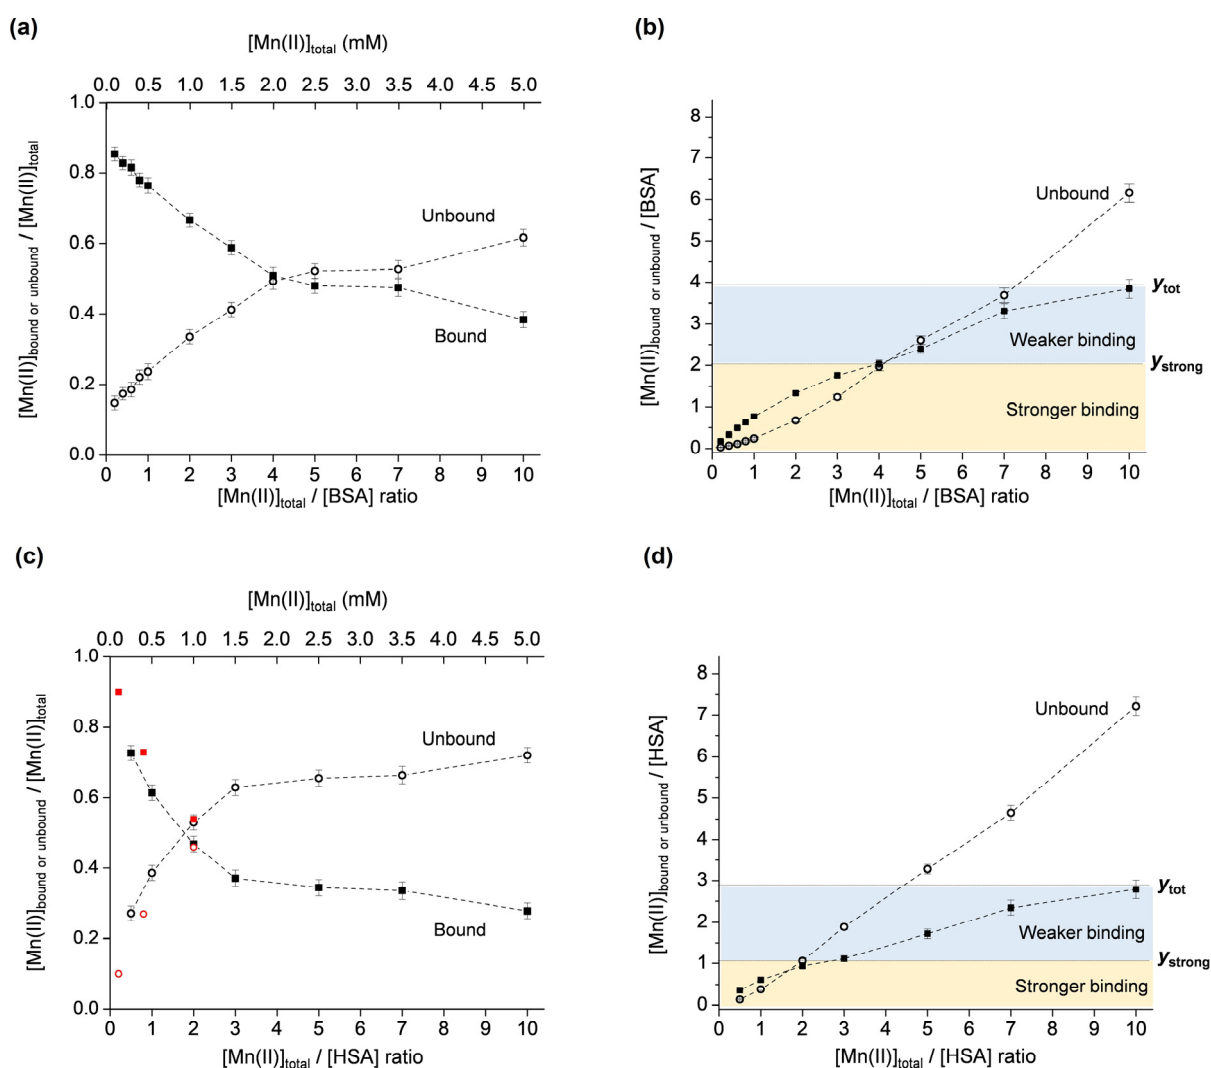 (a)
[Mn(II)]total (mM)
0.0 0.5 1.0 1.5 2.0 2.5 3.0 3.5 4.0 4.5 5.0
1.0
0.8
0.6
0.4
0.2
0.0
[Mn(II)]bound or unbound / [Mn(II)]total
Unbound
Bound
0 1 2 3 4 5 6 7 8 9 10
[Mn(II)]total / [BSA] ratio
(b)
8
7
6
5
4
3
2
1
0
[Mn(II)]bound or unbound / [BSA]
Unbound
ytot
Weaker binding
ystrong
Stronger binding
0 1 2 3 4 5 6 7 8 9 10
[Mn(II)]total / [BSA] ratio
(c)
[Mn(II)]total (mM)
0.0 0.5 1.0 1.5 2.0 2.5 3.0 3.5 4.0 4.5 5.0
1.0
0.8
0.6
0.4
0.2
0.0
[Mn(II)]bound or unbound / [Mn(II)]total
Unbound
Bound
0 1 2 3 4 5 6 7 8 9 10
[Mn(II)]total / [HSA] ratio
(d)
8
7
6
5
4
3
2
1
0
[Mn(II)]bound or unbound / [HSA]
Unbound
ytot
Weaker binding
ystrong
Stronger binding
0 1 2 3 4 5 6 7 8 9 10
[Mn(II)]total / [HSA] ratio